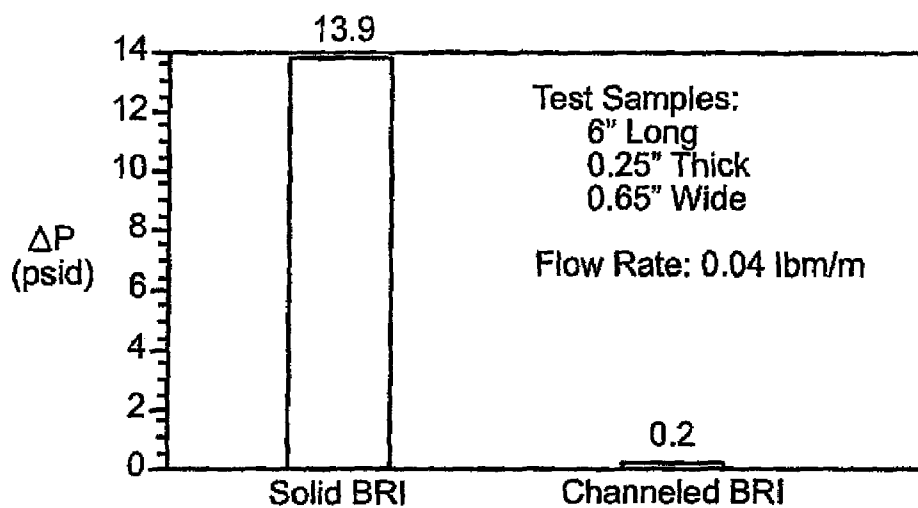 13.9
14
12
10
8
6
4
2
0
ΔP
(psid)
Test Samples:
6” Long
0.25” Thick
0.65” Wide
Flow Rate: 0.04 lbm/m
0.2
Solid BRI
Channeled BRI